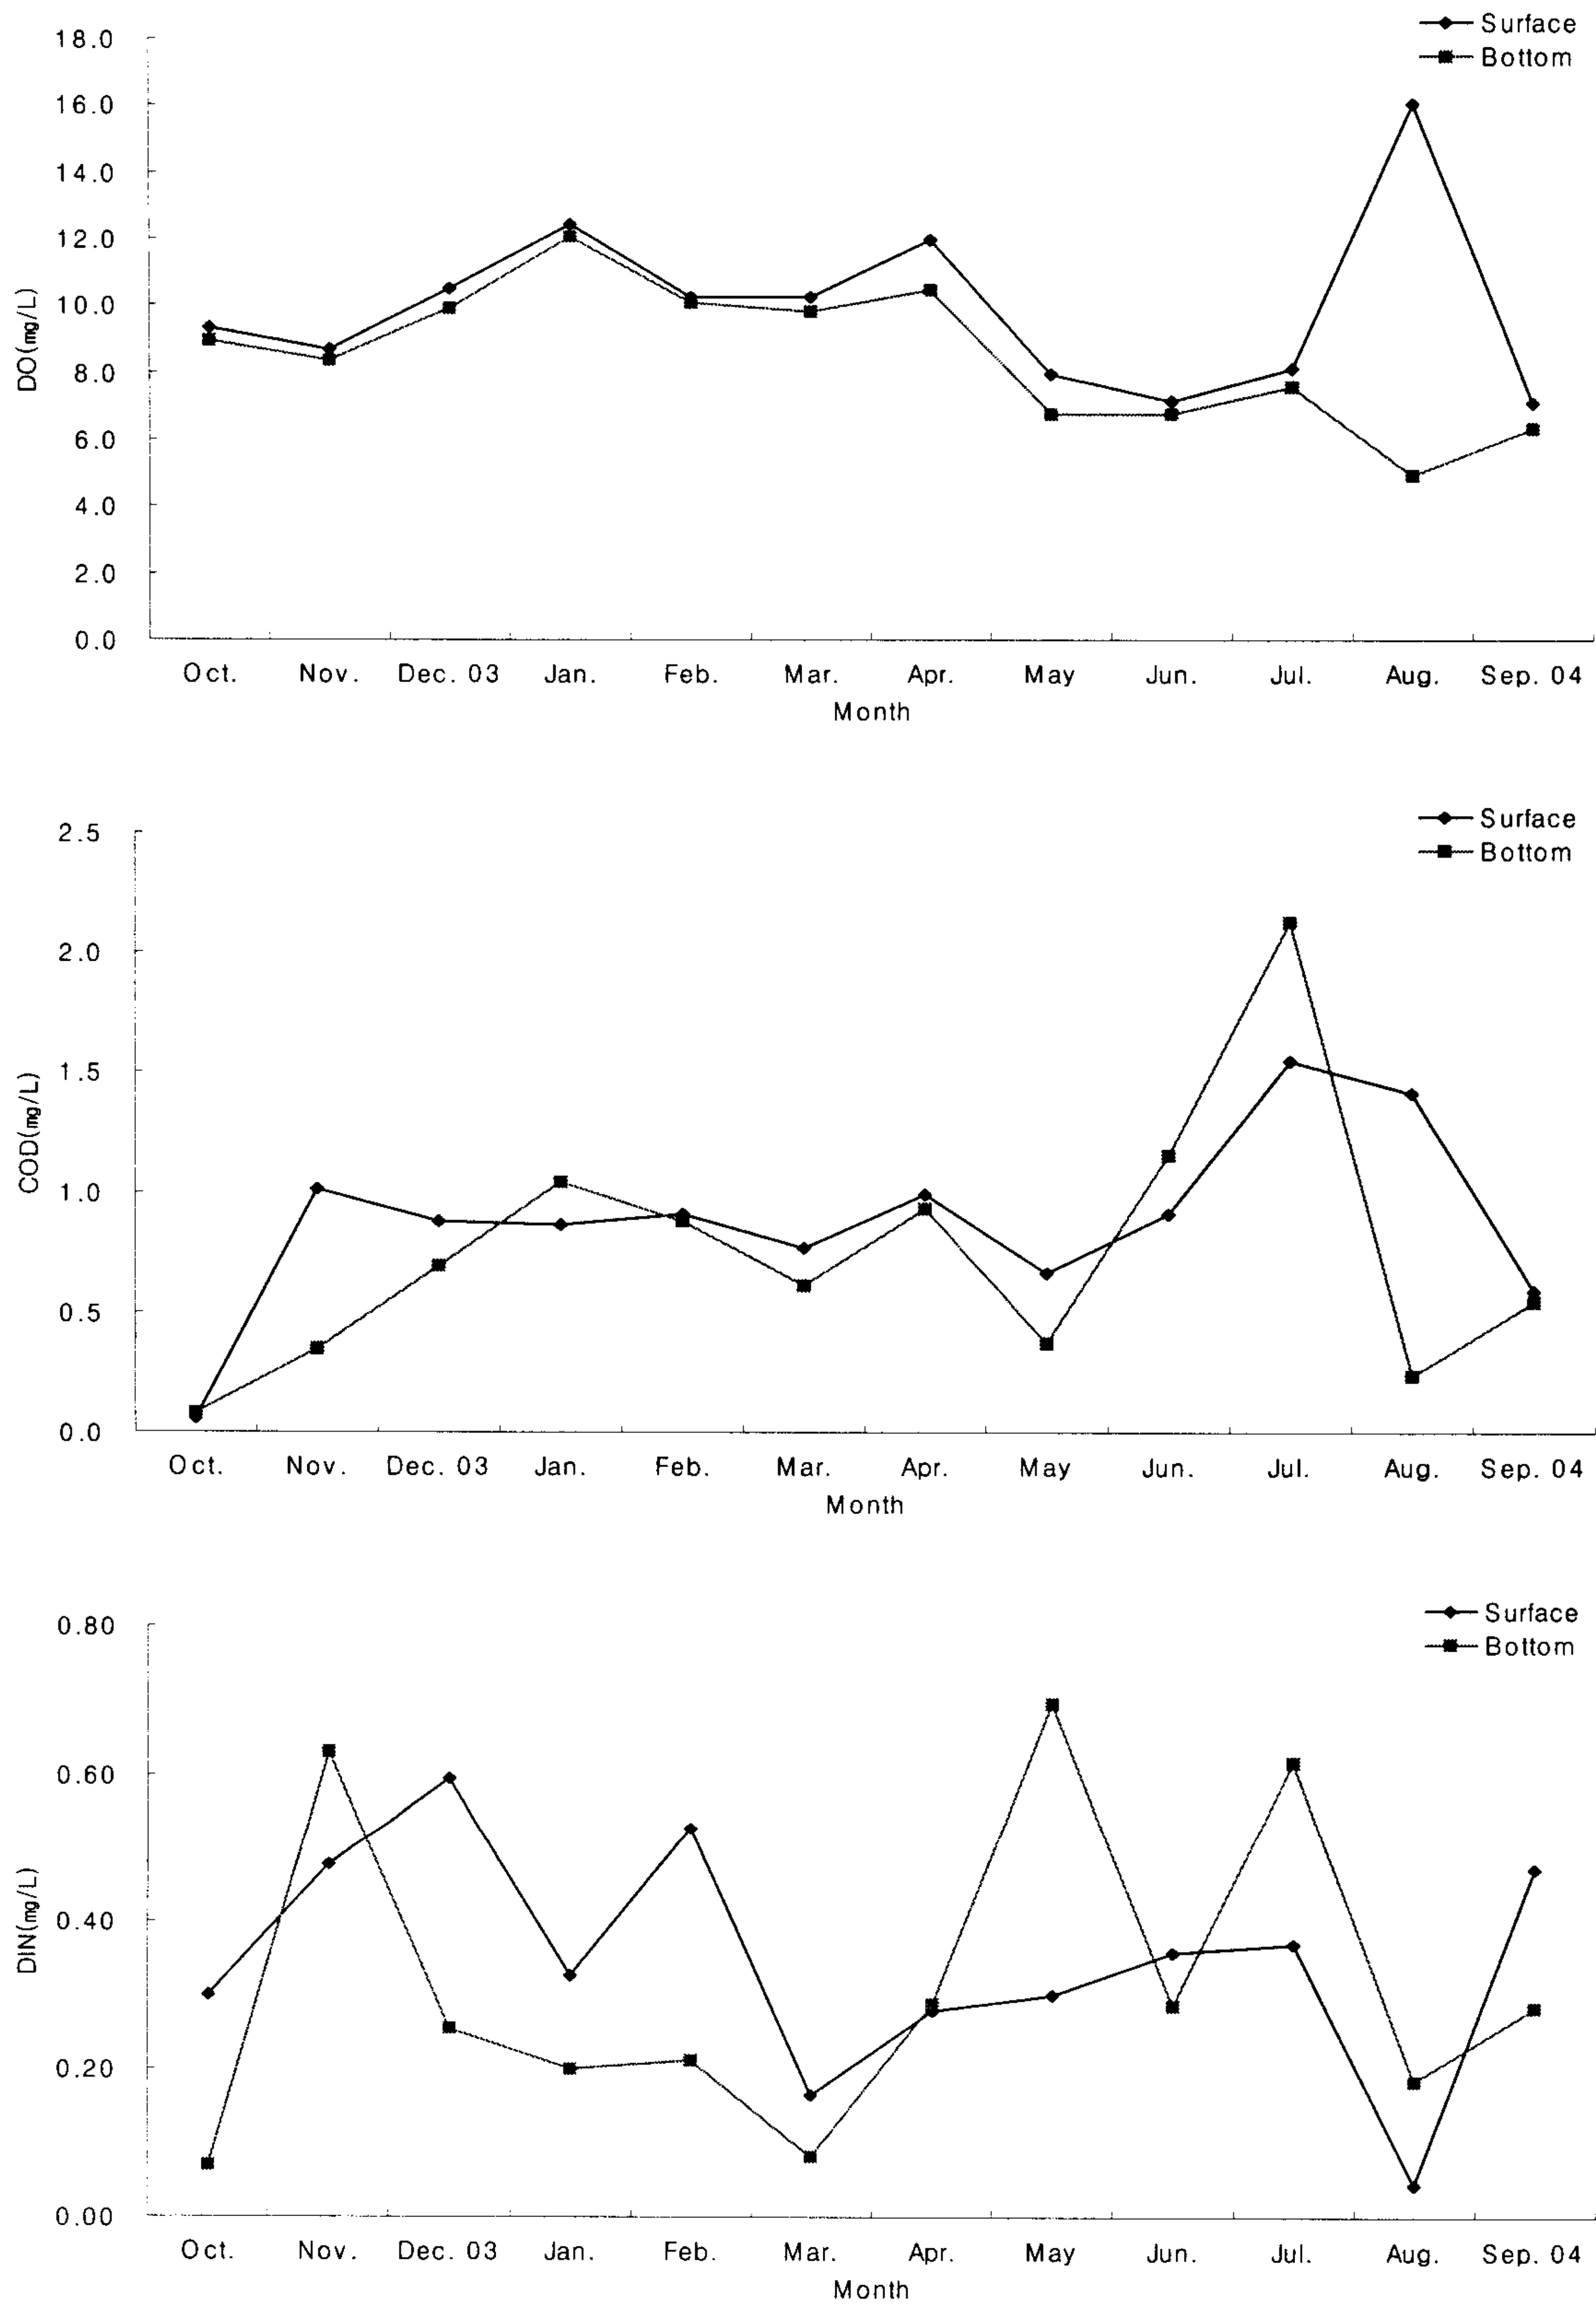 Surface
Bottom
18.0
16.0
14.0
12.0
10.0
8.0
6.0
4.0
2.0
0.0
DO(mg/L)
Oct. Nov. Dec. 03 Jan. Feb. Mar. Apr. May Jun. Jul. Aug. Sep. 04
Month
Surface
Bottom
2.5
2.0
1.5
1.0
0.5
0.0
COD(mg/L)
Oct. Nov. Dec. 03 Jan. Feb. Mar. Apr. May Jun. Jul. Aug. Sep. 04
Month
Surface
Bottom
0.80
0.60
0.40
0.20
0.00
DIN(mg/L)
Oct. Nov. Dec. 03 Jan. Feb. Mar. Apr. May Jun. Jul. Aug. Sep. 04
Month